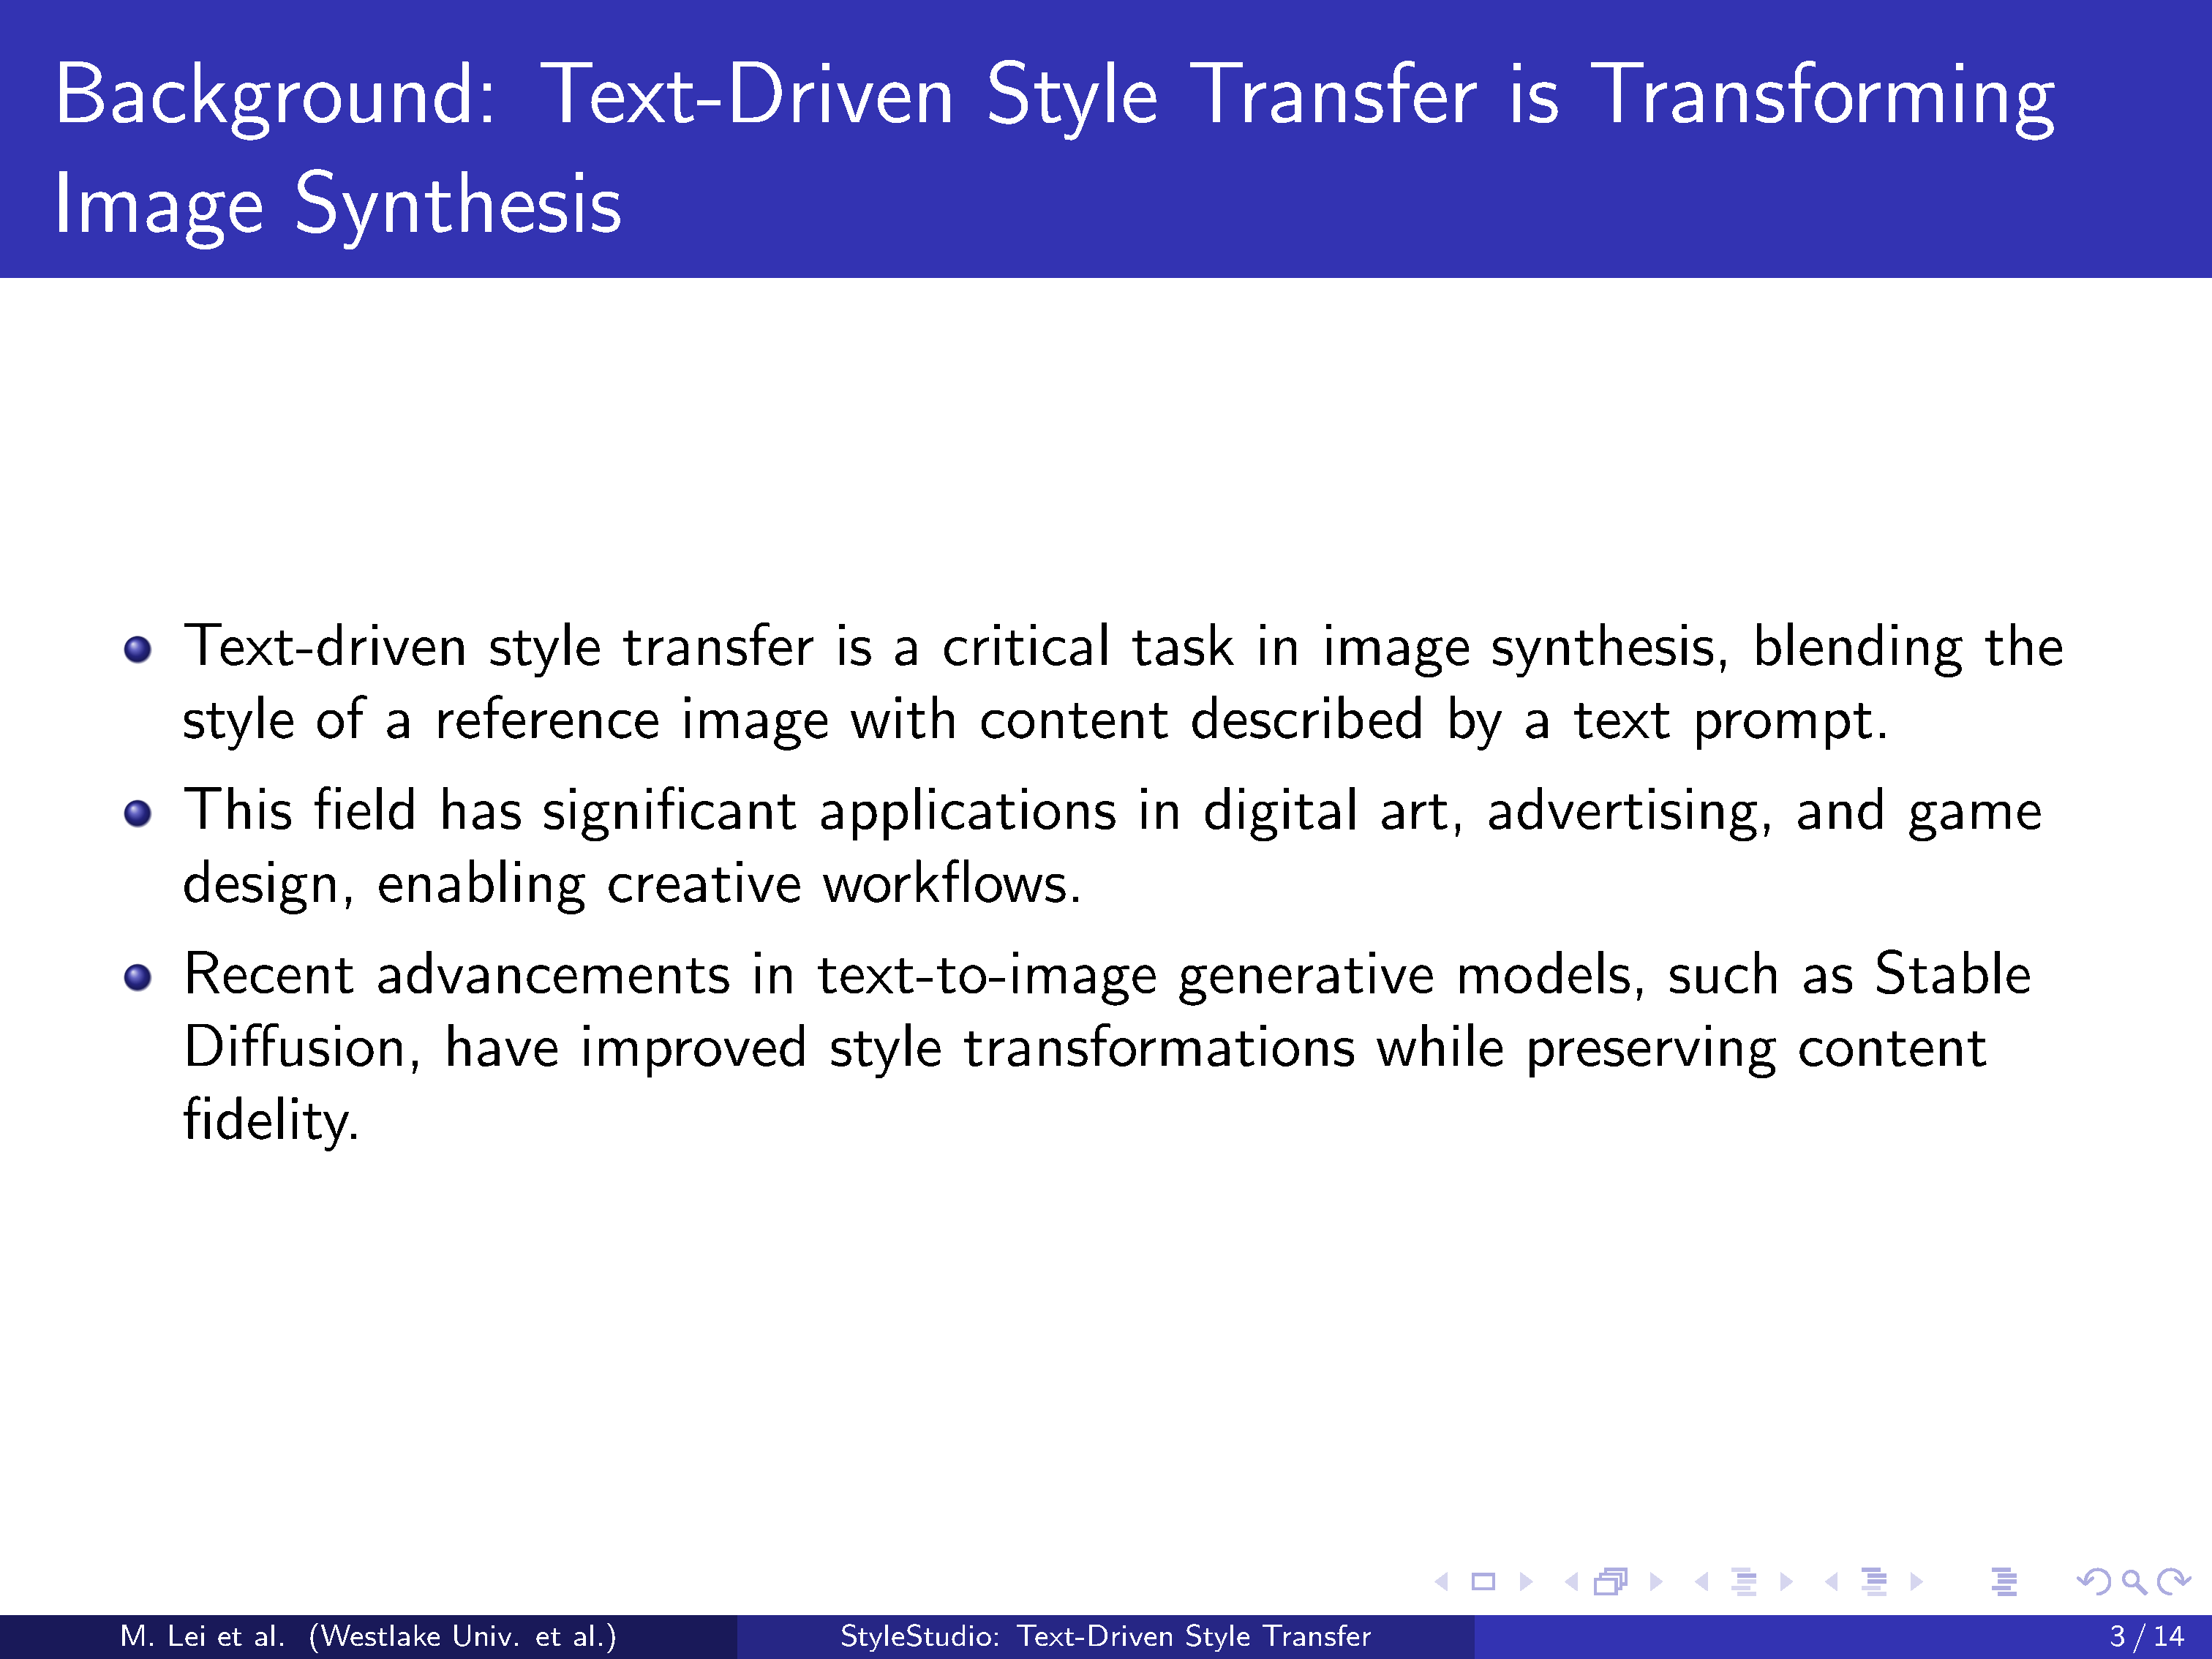 Background: Text-Driven Style Transfer is Transforming
Image Synthesis
Text-driven style transfer is a critical task in image synthesis, blending the
style of a reference image with content described by a text prompt.
This field has significant applications in digital art, advertising, and game
design, enabling creative workflows.
Recent advancements in text-to-image generative models, such as Stable
Diffusion, have improved style transformations while preserving content
fidelity.
M. Lei et al. (Westlake Univ. et al.) StyleStudio: Text-Driven Style Transfer 3 / 14